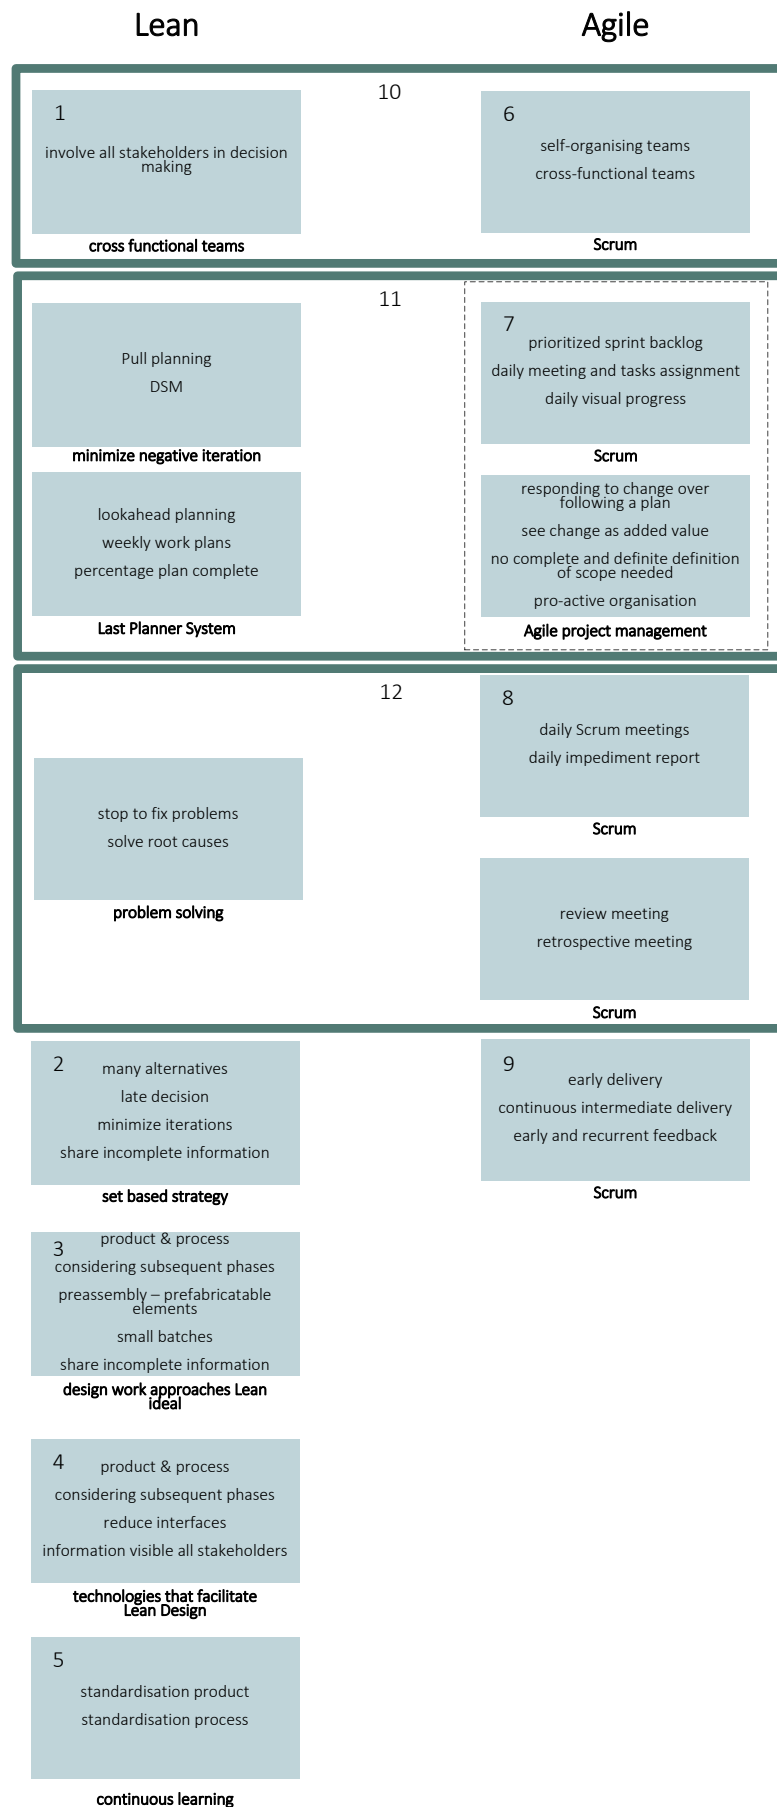 Lean
Agile
10
1
involve all stakeholders in decision
making
cross functional teams
6
self-organising teams
cross-functional teams
Scrum
11
Pull planning
DSM
minimize negative iteration
lookahead planning
weekly work plans
percentage plan complete
Last Planner System
7
prioritized sprint backlog
daily meeting and tasks assignment
daily visual progress
Scrum
responding to change over
following a plan
see change as added value
no complete and definite definition
of scope needed
pro-active organisation
Agile project management
12
stop to fix problems
solve root causes
problem solving
8
daily Scrum meetings
daily impediment report
Scrum
review meeting
retrospective meeting
Scrum
2
many alternatives
late decision
minimize iterations
share incomplete information
set based strategy
9
early delivery
continuous intermediate delivery
early and recurrent feedback
Scrum
3
product & process
considering subsequent phases
preassembly – prefabricatable
elements
small batches
share incomplete information
design work approaches Lean
ideal
4
product & process
considering subsequent phases
reduce interfaces
information visible all stakeholders
technologies that facilitate
Lean Design
5
standardisation product
standardisation process
continuous learning